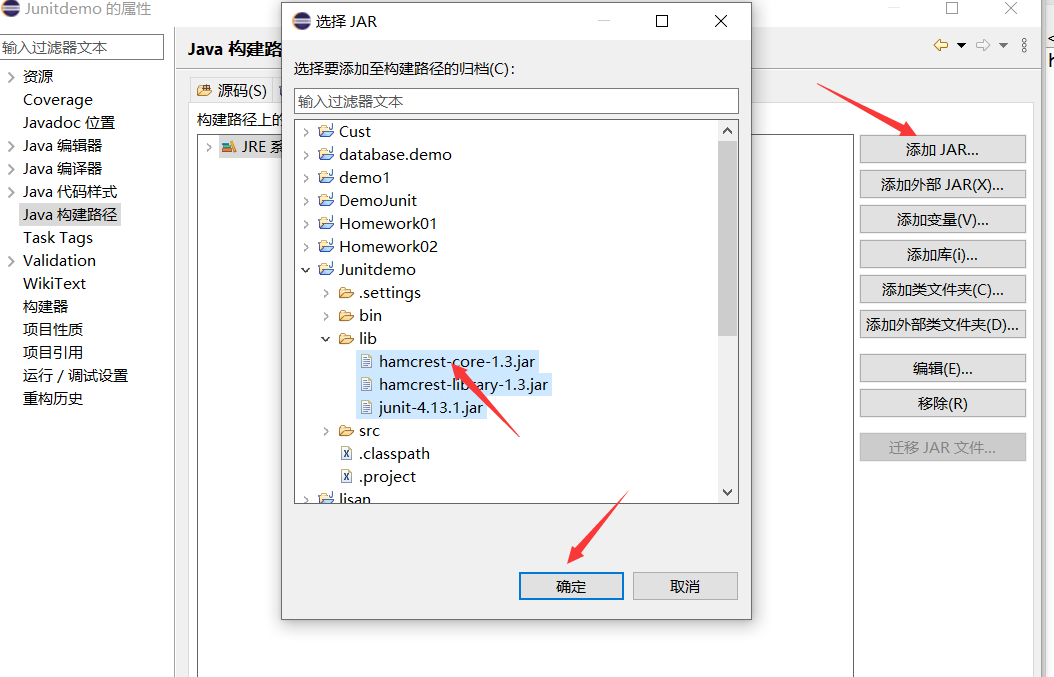 Junitdemo 的属性
输入过滤器文本
资源
Coverage
Javadoc 位置
Java 编辑器
Java 编译器
Java 代码样式
Java 构建路径
Task Tags
Validation
WikiText
构建器
项目性质
项目引用
运行 / 调试设置
重构历史
Java 构建路
源码(S)
构建路径上的
JRE 系
选择 JAR
选择要添加至构建路径的归档(C):
输入过滤器文本
Cust
database.demo
demo1
DemoJunit
Homework01
Homework02
Junitdemo
.settings
bin
lib
hamcrest-core-1.3.jar
hamcrest-library-1.3.jar
junit-4.13.1.jar
src
.classpath
.project
lisan
确定
取消
添加 JAR...
添加外部 JAR(X)...
添加变量(V)...
添加库(i)...
添加类文件夹(C)...
添加外部类文件夹(D)...
编辑(E)...
移除(R)
迁移 JAR 文件...